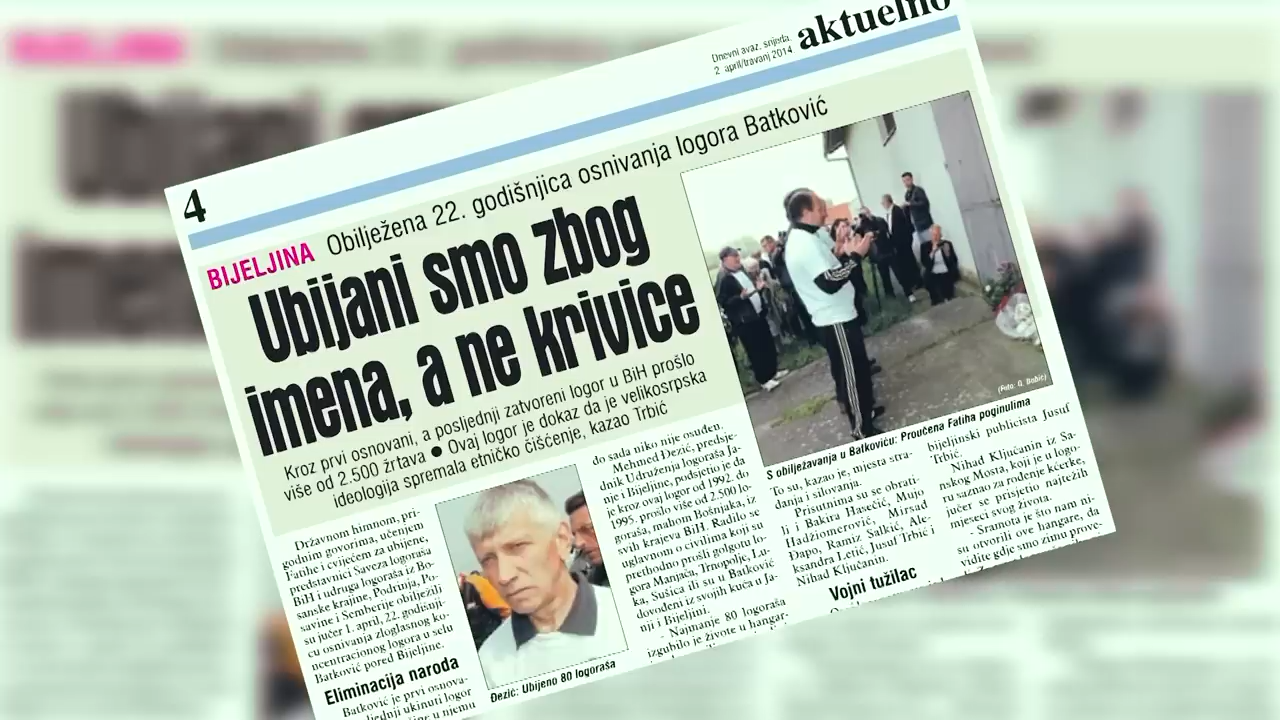 aktuelno
Dnevni avaz, srijeda,
2. april/travanj 2014.
4
BIJELJINA Obilježena 22. godišnjica osnivanja logora Batković
Ubijani smo zbog
imena, a ne krivice
Kroz prvi osnovani, a posljednji zatvoreni logor u BiH prošlo
više od 2.500 žrtava ● Ovaj logor je dokaz da je velikosrpska
ideologija spremala etničko čišćenje, kazao Trbić
(Foto: G. Bobić)
S obilježavanja u Batkoviću: Proučena Fatiha poginulima
Državnom himnom, pri-
godnim govorima, učenjem
Fatihe i cvijećem za ubijene,
predstavnici Saveza logoraša
BiH i udruga logoraša iz Bo-
sanske krajine, Podrinja, Po-
savine i Semberije obilježili
su jučer 1. april, 22. godišnji-
cu osnivanja zloglasnog ko-
ncentracionog logora u selu
Batković pored Bijeljine.
Eliminacija naroda
Batković je prvi osnova-
Đezić: Ubijeno 80 logoraša
do sada niko nije osuđen.
Mehmed Đezić, predsje-
dnik Udruženja logoraša Ja-
nje i Bijeljine, podsjetio je da
je kroz ovaj logor od 1992. do
1995. prošlo više od 2.500 lo-
goraša, mahom Bošnjaka, iz
svih krajeva BiH. Radilo se
uglavnom o civilima koji su
prethodno prošli golgotu lo-
gora Manjača, Trnopolje, Lu-
ka, Sušica ili su u Batković
dovođeni iz svojih kuća u Ja-
nji i Bijeljini.
- Najmanje 80 logoraša
izgubilo je živote u hangar-
To su, kazao je, mjesta stra-
danja i silovanja.
Prisutnima su se obrati-
li i Bakira Hasečić, Mujo
Hadžiomerović, Mirsad
Đapo, Ramiz Salkić, Ale-
ksandra Letić, Jusuf Trbić i
Nihad Ključanin.
Vojni tužilac
bijeljinski publicista Jusuf
Trbić.
Nihad Ključanin iz Sa-
nskog Mosta, koji je u logo-
ru saznao za rođenje kćerke,
jučer se prisjetio najtežih
mjeseci svog života.
- Sramota je što nam ni-
su otvorili ove hangare, da
vidite gdje smo zimu prove-